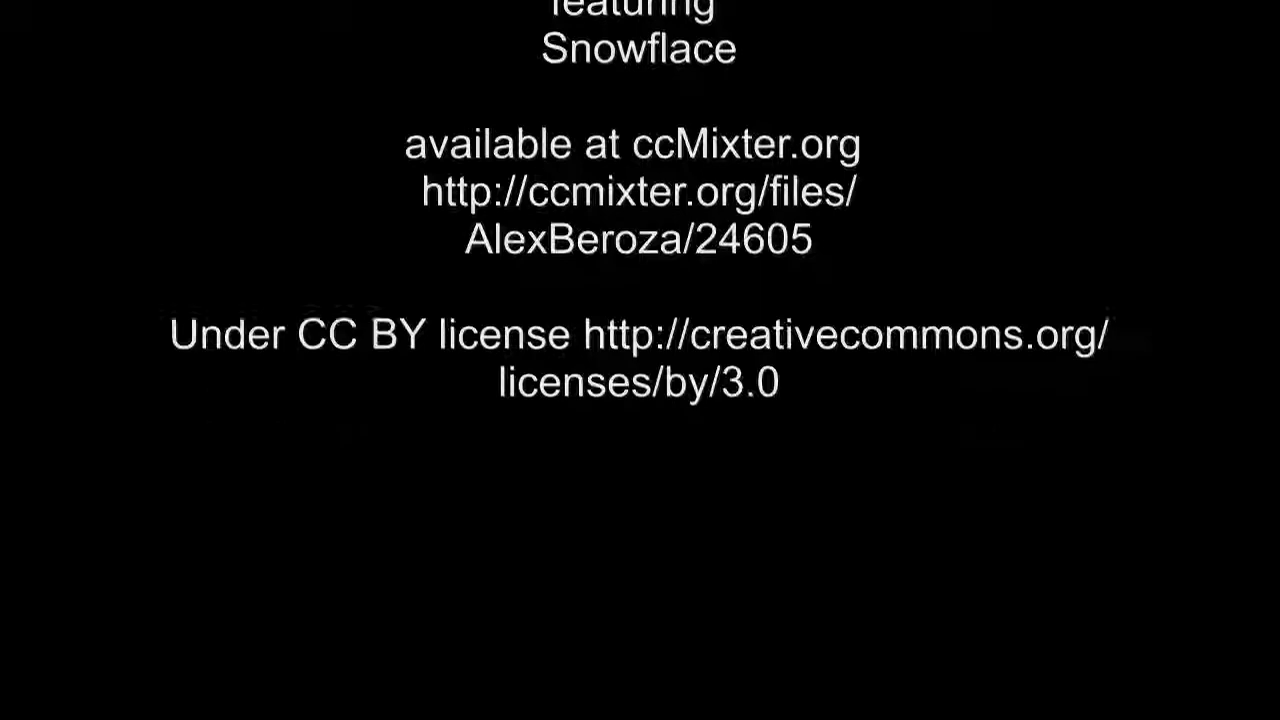 featuring
Snowflace
available at ccMixter.org
http://ccmixter.org/files/
AlexBeroza/24605
Under CC BY license http://creativecommons.org/
licenses/by/3.0